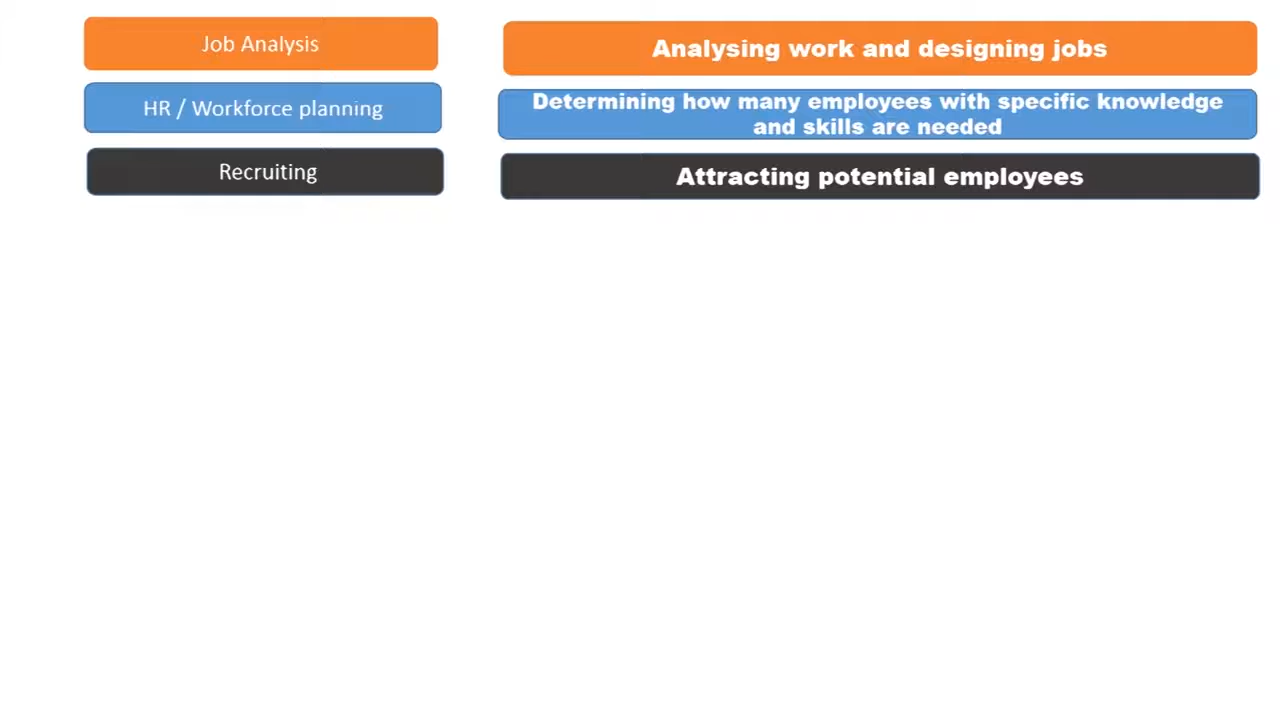 Job Analysis
Analysing work and designing jobs
HR / Workforce planning
Determining how many employees with specific knowledge
and skills are needed
Recruiting
Attracting potential employees